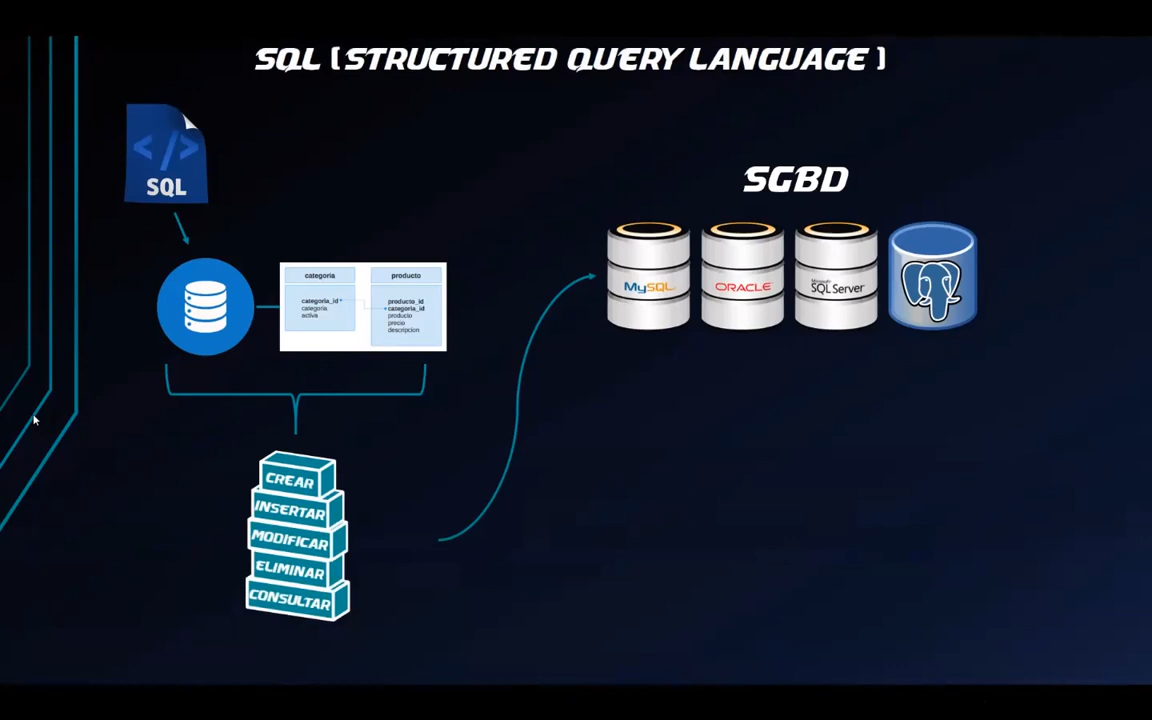 SQL (STRUCTURED QUERY LANGUAGE )
</>
SQL
SGBD
MySQL
ORACLE
Microsoft
SQL Server
categoria
categoria_id
categoria
activa
producto
producto_id
categoria_id
producto
precio
descripcion
CREAR
INSERTAR
MODIFICAR
ELIMINAR
CONSULTAR